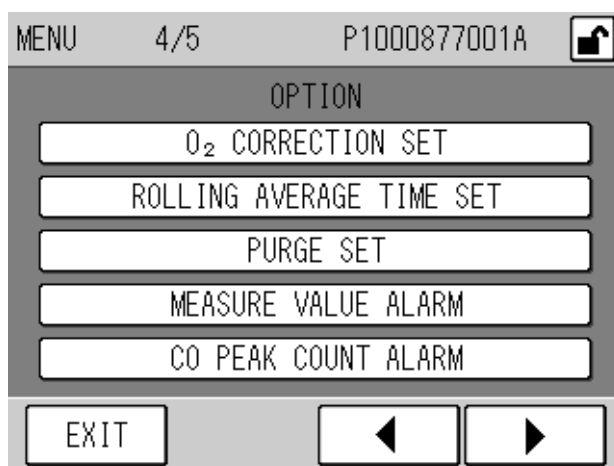 MENU 4/5 P1000877001A
OPTION
O₂ CORRECTION SET
ROLLING AVERAGE TIME SET
PURGE SET
MEASURE VALUE ALARM
CO PEAK COUNT ALARM
EXIT